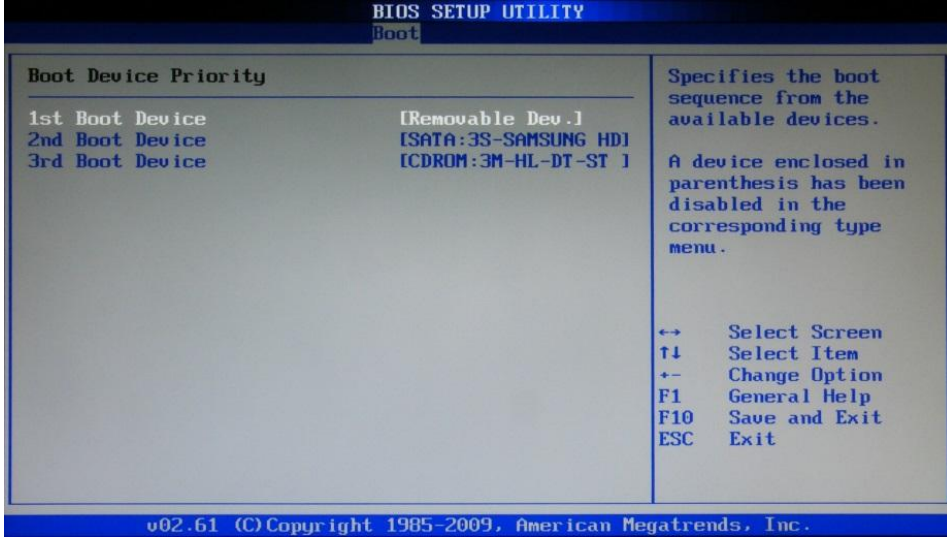 BIOS SETUP UTILITY
Boot
Boot Device Priority
1st Boot Device [Removable Dev.]
2nd Boot Device [SATA:3S-SAMSUNG HD]
3rd Boot Device [CDROM:3M-HL-DT-ST ]
Specifies the boot
sequence from the
available devices.
A device enclosed in
parenthesis has been
disabled in the
corresponding type
menu.
↔ Select Screen
↑↓ Select Item
+- Change Option
F1 General Help
F10 Save and Exit
ESC Exit
v02.61 (C)Copyright 1985-2009, American Megatrends, Inc.